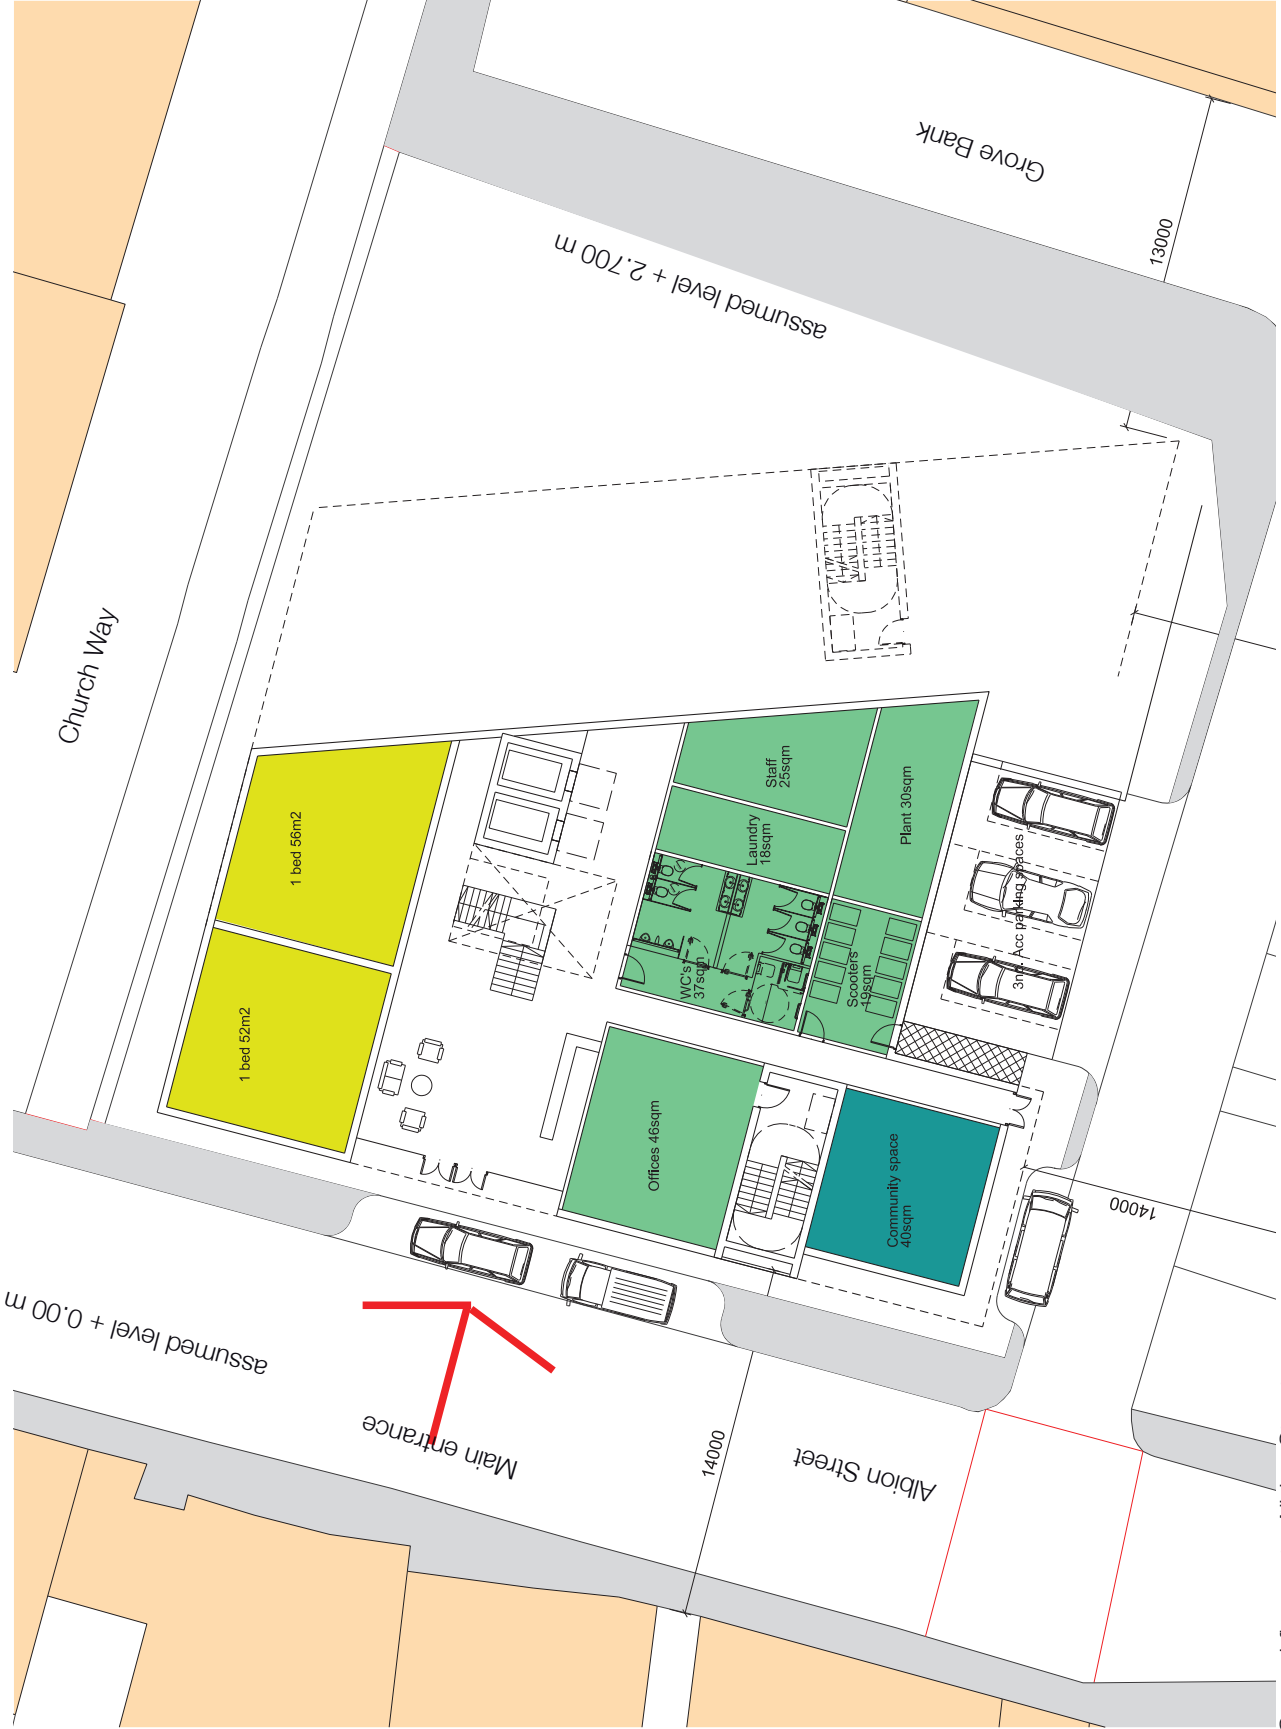 Grove Bank
13000
assumed level + 2.700 m
Church Way
1 bed 56m2
1 bed 52m2
Staff
25sqm
Laundry
18sqm
Plant 30sqm
WC's
37sqm
Scooters
19sqm
3no. Acc parking spaces
Offices 46sqm
Community space
40sqm
14000
assumed level + 0.00 m
Main entrance
14000
Albion Street